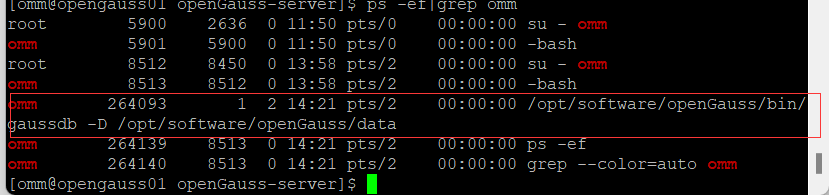 [omm@opengauss01 openGauss-server]$ ps -ef|grep omm
root        5900    2636  0 11:50 pts/0    00:00:00 su - omm
omm         5901    5900  0 11:50 pts/0    00:00:00 -bash
root        8512    8450  0 13:58 pts/2    00:00:00 su - omm
omm         8513    8512  0 13:58 pts/2    00:00:00 -bash
omm       264093       1  2 14:21 pts/2    00:00:00 /opt/software/openGauss/bin/
gaussdb -D /opt/software/openGauss/data
omm       264139    8513  0 14:21 pts/2    00:00:00 ps -ef
omm       264140    8513  0 14:21 pts/2    00:00:00 grep --color=auto omm
[omm@opengauss01 openGauss-server]$